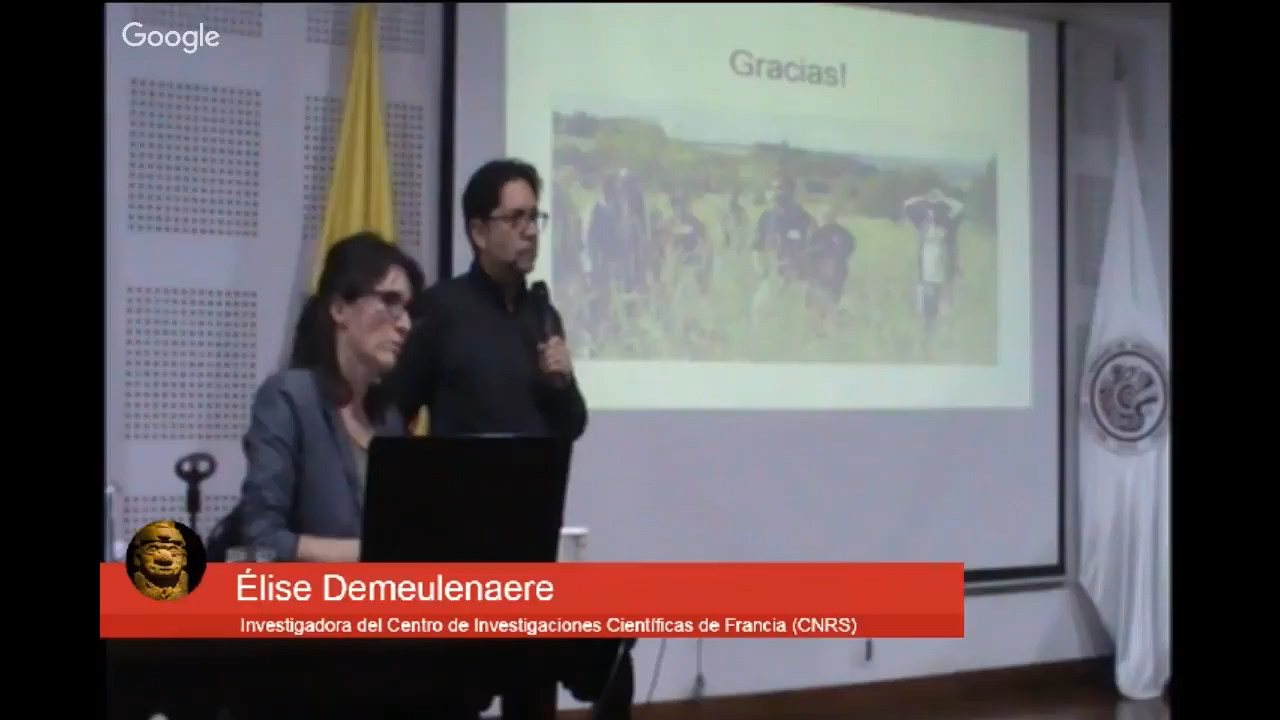 Google
Gracias!
Élise Demeulenaere
Investigadora del Centro de Investigaciones Científicas de Francia (CNRS)